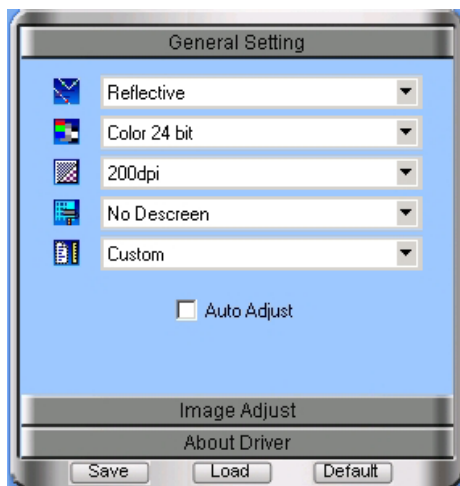 General Setting
Reflective
Color 24 bit
200dpi
No Descreen
Custom
Auto Adjust
Image Adjust
About Driver
Save Load Default